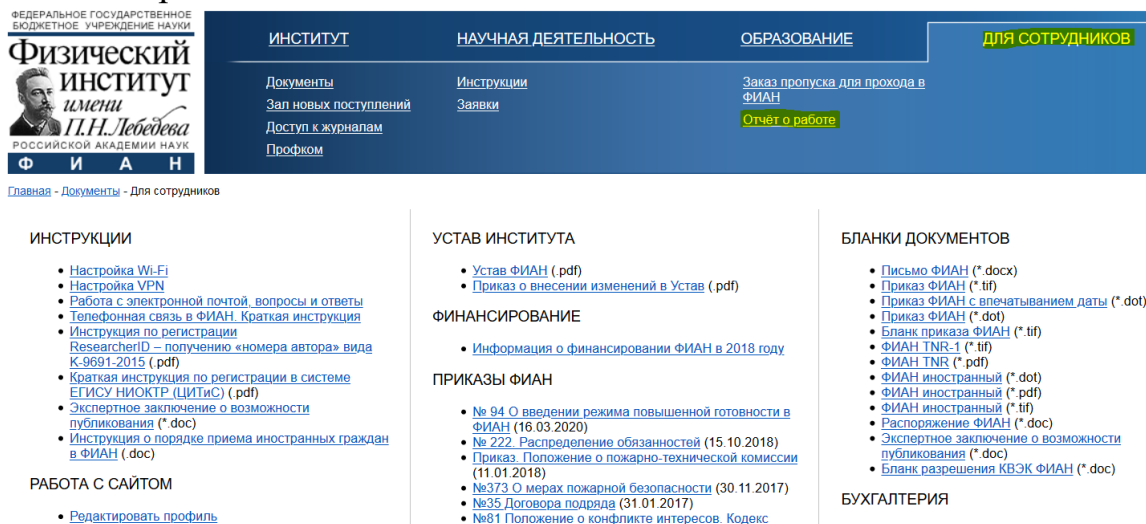 ФЕДЕРАЛЬНОЕ ГОСУДАРСТВЕННОЕ
БЮДЖЕТНОЕ УЧРЕЖДЕНИЕ НАУКИ
Физический
ИНСТИТУТ
имени
П.Н.Лебедева
РОССИЙСКОЙ АКАДЕМИИ НАУК
Ф И А Н
ИНСТИТУТ
НАУЧНАЯ ДЕЯТЕЛЬНОСТЬ
ОБРАЗОВАНИЕ
ДЛЯ СОТРУДНИКОВ
Документы
Зал новых поступлений
Доступ к журналам
Профком
Инструкции
Заявки
Заказ пропуска для прохода в
ФИАН
Отчёт о работе
Главная - Документы - Для сотрудников
ИНСТРУКЦИИ
• Настройка Wi-Fi
• Настройка VPN
• Работа с электронной почтой, вопросы и ответы
• Телефонная связь в ФИАН. Краткая инструкция
• Инструкция по регистрации
ResearcherID – получению «номера автора» вида
K-9691-2015 (.pdf)
• Краткая инструкция по регистрации в системе
ЕГИСУ НИОКТР (ЦИТиС) (.pdf)
• Экспертное заключение о возможности
публикования (*.doc)
• Инструкция о порядке приема иностранных граждан
в ФИАН (.doc)
РАБОТА С САЙТОМ
• Редактировать профиль
УСТАВ ИНСТИТУТА
• Устав ФИАН (.pdf)
• Приказ о внесении изменений в Устав (.pdf)
ФИНАНСИРОВАНИЕ
• Информация о финансировании ФИАН в 2018 году
ПРИКАЗЫ ФИАН
• № 94 О введении режима повышенной готовности в
ФИАН (16.03.2020)
• № 222. Распределение обязанностей (15.10.2018)
• Приказ. Положение о пожарно-технической комиссии
(11.01.2018)
• №373 О мерах пожарной безопасности (30.11.2017)
• №35 Договора подряда (31.01.2017)
• №81 Положение о конфликте интересов. Кодекс
БЛАНКИ ДОКУМЕНТОВ
• Письмо ФИАН (*.docx)
• Приказ ФИАН (*.tif)
• Приказ ФИАН с впечатыванием даты (*.dot)
• Приказ ФИАН (*.dot)
• Бланк приказа ФИАН (*.tif)
• ФИАН TNR-1 (*.tif)
• ФИАН TNR (*.pdf)
• ФИАН иностранный (*.dot)
• ФИАН иностранный (*.pdf)
• ФИАН иностранный (*.tif)
• Распоряжение ФИАН (*.doc)
• Экспертное заключение о возможности
публикования (*.doc)
• Бланк разрешения КВЭК ФИАН (*.doc)
БУХГАЛТЕРИЯ